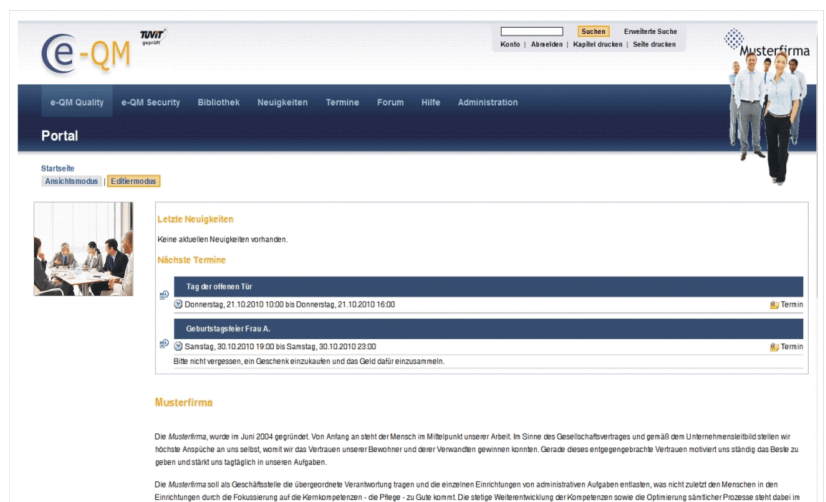 e-QM
TÜViT
geprüft
Suchen Erweiterte Suche
Konto | Abmelden | Kapitel drucken | Seite drucken
Musterfirma
e-QM Quality e-QM Security Bibliothek Neuigkeiten Termine Forum Hilfe Administration
Portal
Startseite
Ansichtsmodus | Editiermodus
Letzte Neuigkeiten
Keine aktuellen Neuigkeiten vorhanden.
Nächste Termine
Tag der offenen Tür
Donnerstag, 21.10.2010 10:00 bis Donnerstag, 21.10.2010 16:00 Termin
Geburtstagsfeier Frau A.
Samstag, 30.10.2010 19:00 bis Samstag, 30.10.2010 23:00 Termin
Bitte nicht vergessen, ein Geschenk einzukaufen und das Geld dafür einzusammeln.
Musterfirma
Die Musterfirma, wurde im Juni 2004 gegründet. Von Anfang an steht der Mensch im Mittelpunkt unserer Arbeit. Im Sinne des Gesellschaftsvertrages und gemäß dem Unternehmensleitbild stellen wir
höchste Anspüche an uns selbst, womit wir das Vertrauen unserer Bewohner und derer Verwandten gewinnen konnten. Gerade dieses entgegengebrachte Vertrauen motiviert uns ständig das Beste zu
geben und stärkt uns tagtäglich in unseren Aufgaben.
Die Musterfirma soll als Geschäftsstelle die übergeordnete Verantwortung tragen und die einzelnen Einrichtungen von administrativen Aufgaben entlasten, was nicht zuletzt den Menschen in den
Einrichtungen durch die Fokussierung auf die Kernkompetenzen - die Pflege - zu Gute kommt. Die stetige Weiterentwicklung der Kompetenzen sowie die Optimierung sämtlicher Prozesse steht dabei im